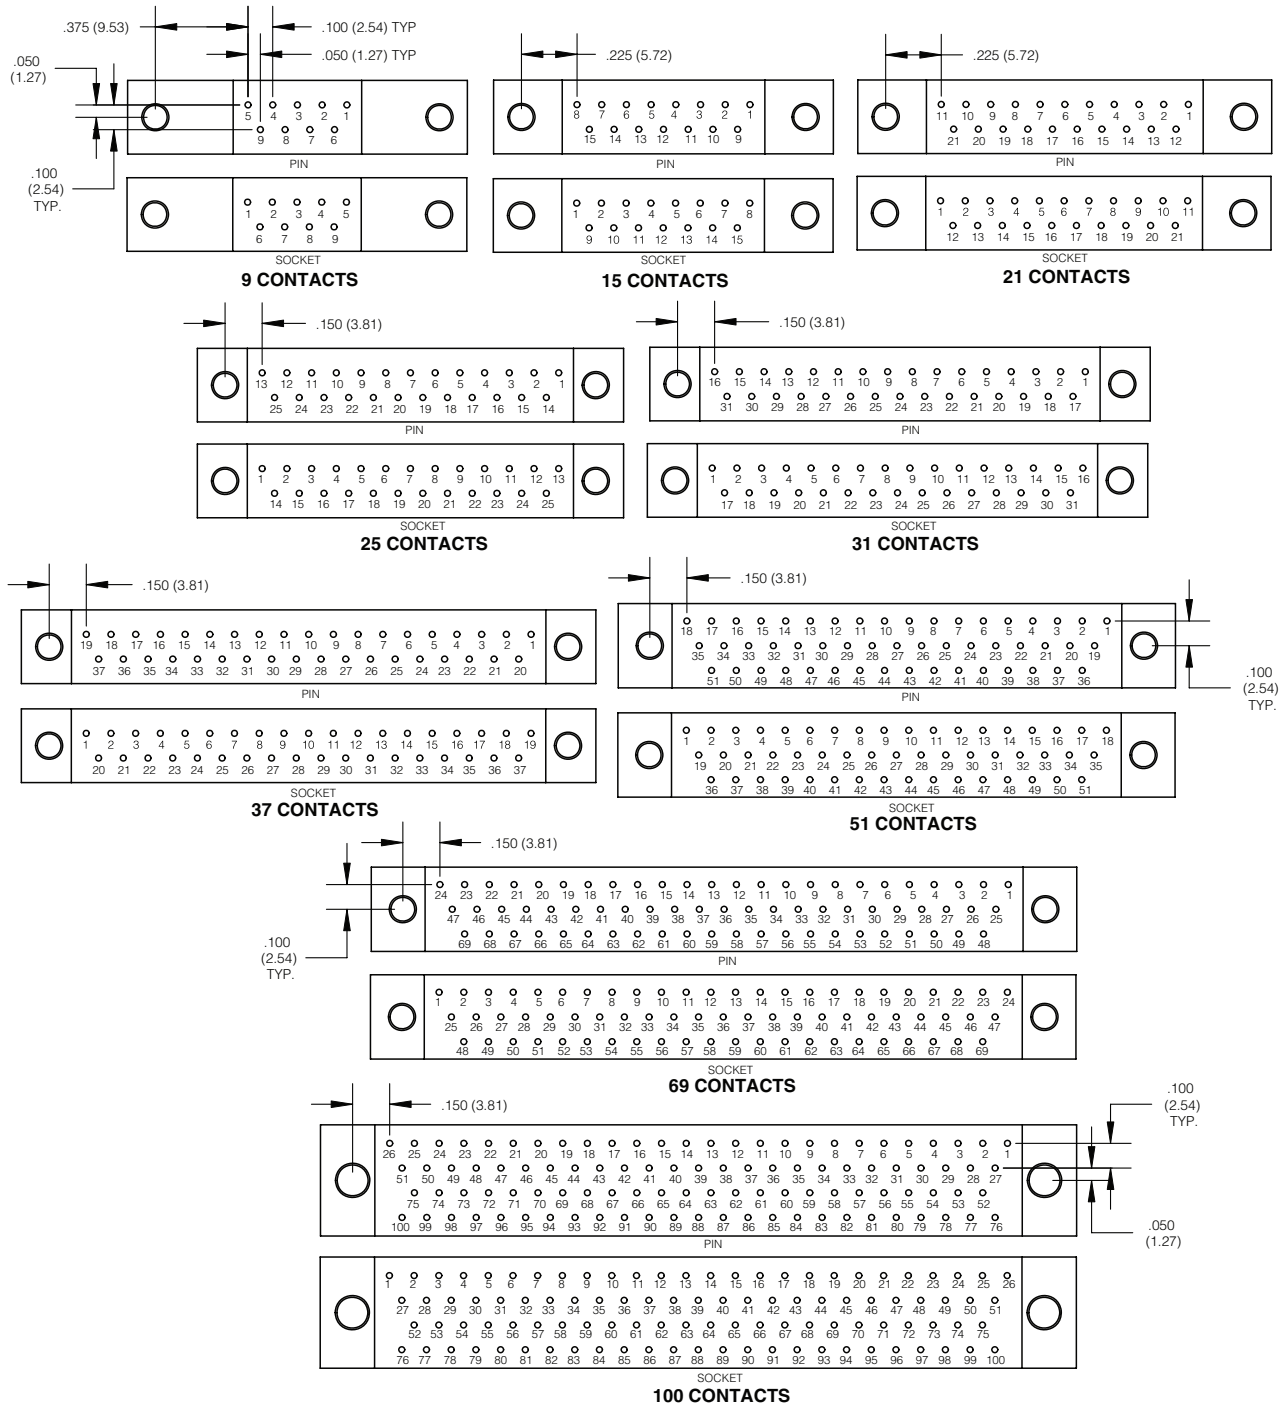 .375 (9.53)
.100 (2.54) TYP
.050 (1.27) TYP
.050
(1.27)
.225 (5.72)
.225 (5.72)
5 4 3 2 1
9 8 7 6
PIN
.100
(2.54)
TYP.
1 2 3 4 5
6 7 8 9
SOCKET
9 CONTACTS
8 7 6 5 4 3 2 1
15 14 13 12 11 10 9
PIN
1 2 3 4 5 6 7 8
9 10 11 12 13 14 15
SOCKET
15 CONTACTS
11 10 9 8 7 6 5 4 3 2 1
21 20 19 18 17 16 15 14 13 12
PIN
1 2 3 4 5 6 7 8 9 10 11
12 13 14 15 16 17 18 19 20 21
SOCKET
21 CONTACTS
.150 (3.81)
13 12 11 10 9 8 7 6 5 4 3 2 1
25 24 23 22 21 20 19 18 17 16 15 14
PIN
1 2 3 4 5 6 7 8 9 10 11 12 13
14 15 16 17 18 19 20 21 22 23 24 25
SOCKET
25 CONTACTS
.150 (3.81)
16 15 14 13 12 11 10 9 8 7 6 5 4 3 2 1
31 30 29 28 27 26 25 24 23 22 21 20 19 18 17
PIN
1 2 3 4 5 6 7 8 9 10 11 12 13 14 15 16
17 18 19 20 21 22 23 24 25 26 27 28 29 30 31
SOCKET
31 CONTACTS
.150 (3.81)
19 18 17 16 15 14 13 12 11 10 9 8 7 6 5 4 3 2 1
37 36 35 34 33 32 31 30 29 28 27 26 25 24 23 22 21 20
PIN
1 2 3 4 5 6 7 8 9 10 11 12 13 14 15 16 17 18 19
20 21 22 23 24 25 26 27 28 29 30 31 32 33 34 35 36 37
SOCKET
37 CONTACTS
.150 (3.81)
18 17 16 15 14 13 12 11 10 9 8 7 6 5 4 3 2 1
35 34 33 32 31 30 29 28 27 26 25 24 23 22 21 20 19
51 50 49 48 47 46 45 44 43 42 41 40 39 38 37 36
PIN
.100
(2.54)
TYP.
1 2 3 4 5 6 7 8 9 10 11 12 13 14 15 16 17 18
19 20 21 22 23 24 25 26 27 28 29 30 31 32 33 34 35
36 37 38 39 40 41 42 43 44 45 46 47 48 49 50 51
SOCKET
51 CONTACTS
.150 (3.81)
24 23 22 21 20 19 18 17 16 15 14 13 12 11 10 9 8 7 6 5 4 3 2 1
47 46 45 44 43 42 41 40 39 38 37 36 35 34 33 32 31 30 29 28 27 26 25
69 68 67 66 65 64 63 62 61 60 59 58 57 56 55 54 53 52 51 50 49 48
PIN
.100
(2.54)
TYP.
1 2 3 4 5 6 7 8 9 10 11 12 13 14 15 16 17 18 19 20 21 22 23 24
25 26 27 28 29 30 31 32 33 34 35 36 37 38 39 40 41 42 43 44 45 46 47
48 49 50 51 52 53 54 55 56 57 58 59 60 61 62 63 64 65 66 67 68 69
SOCKET
69 CONTACTS
.150 (3.81)
.100
(2.54)
TYP.
26 25 24 23 22 21 20 19 18 17 16 15 14 13 12 11 10 9 8 7 6 5 4 3 2 1
51 50 49 48 47 46 45 44 43 42 41 40 39 38 37 36 35 34 33 32 31 30 29 28 27
75 74 73 72 71 70 69 68 67 66 65 64 63 62 61 60 59 58 57 56 55 54 53 52
100 99 98 97 96 95 94 93 92 91 90 89 88 87 86 85 84 83 82 81 80 79 78 77 76
PIN
.050
(1.27)
1 2 3 4 5 6 7 8 9 10 11 12 13 14 15 16 17 18 19 20 21 22 23 24 25 26
27 28 29 30 31 32 33 34 35 36 37 38 39 40 41 42 43 44 45 46 47 48 49 50 51
52 53 54 55 56 57 58 59 60 61 62 63 64 65 66 67 68 69 70 71 72 73 74 75
76 77 78 79 80 81 82 83 84 85 86 87 88 89 90 91 92 93 94 95 96 97 98 99 100
SOCKET
100 CONTACTS